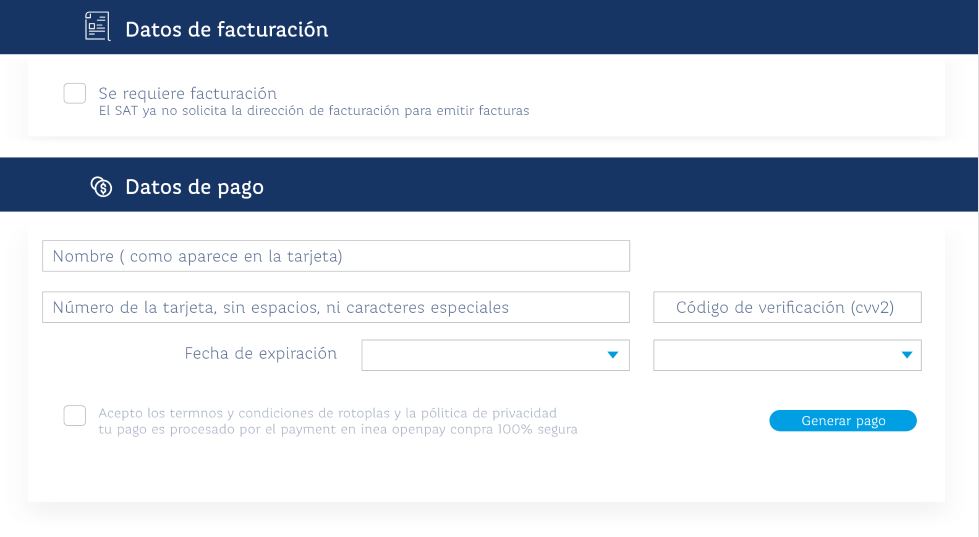 Datos de facturación
Se requiere facturación
El SAT ya no solicita la dirección de facturación para emitir facturas
Datos de pago
Nombre ( como aparece en la tarjeta)
Número de la tarjeta, sin espacios, ni caracteres especiales
Código de verificación (cvv2)
Fecha de expiración
Acepto los termnos y condiciones de rotoplas y la pólitica de privacidad
tu pago es procesado por el payment en inea openpay conpra 100% segura
Generar pago